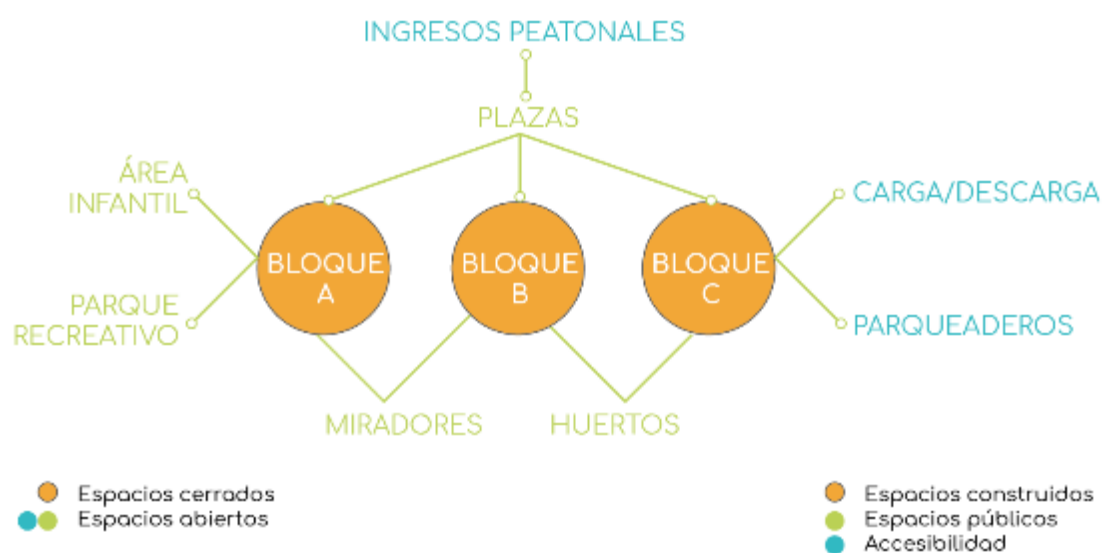 INGRESOS PEATONALES
PLAZAS
ÁREA
INFANTIL
CARGA/DESCARGA
BLOQUE
A
BLOQUE
B
BLOQUE
C
PARQUE
RECREATIVO
PARQUEADEROS
MIRADORES
HUERTOS
Espacios cerrados
Espacios abiertos
Espacios construidos
Espacios públicos
Accesibilidad